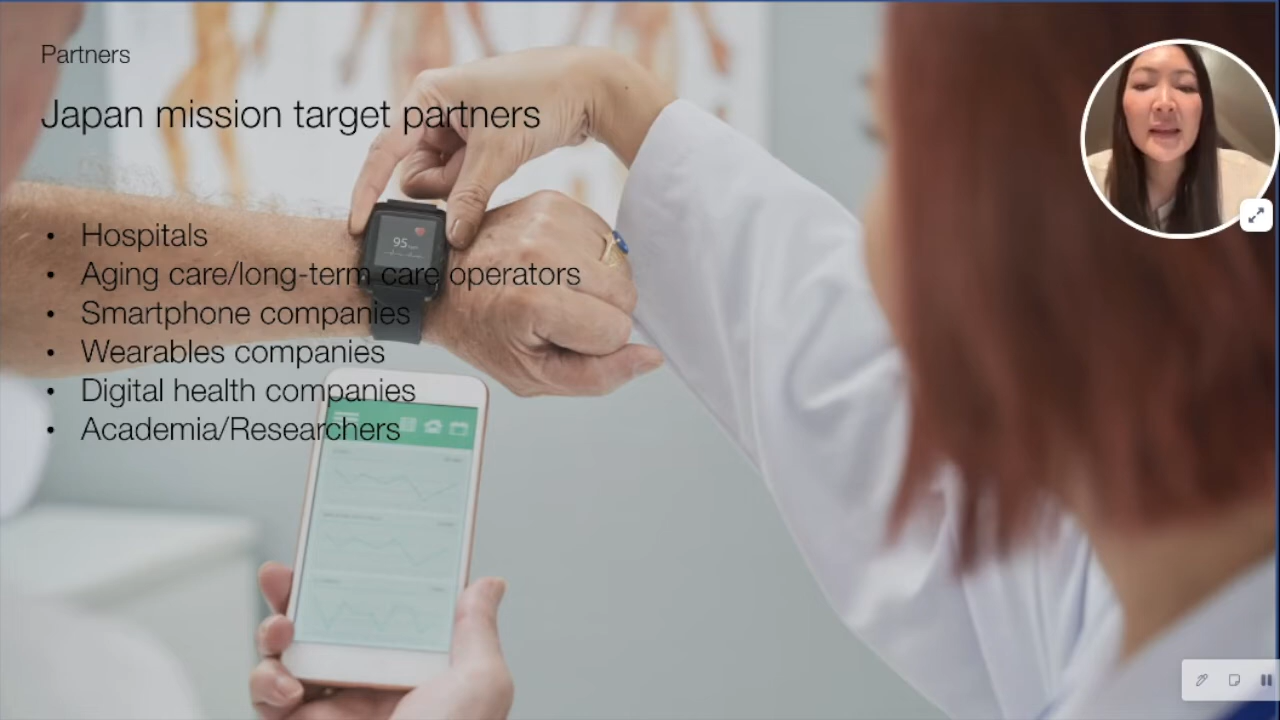 Partners
Japan mission target partners
• Hospitals
• Aging care/long-term care operators
• Smartphone companies
• Wearables companies
• Digital health companies
• Academia/Researchers
95